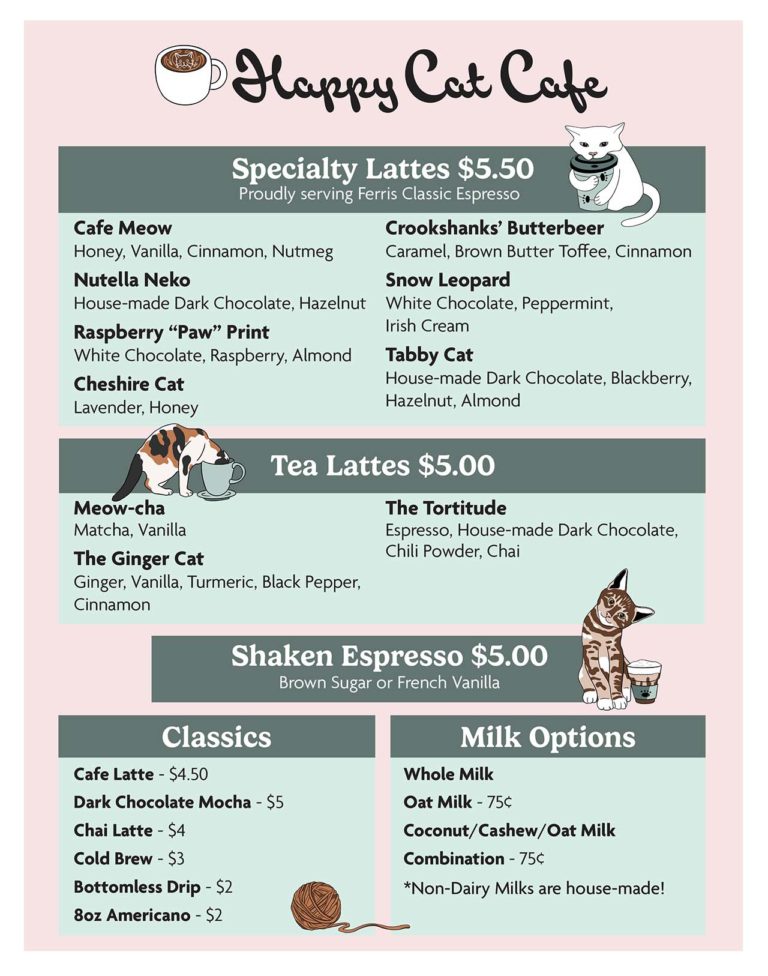 Happy Cat Cafe
Specialty Lattes $5.50
Proudly serving Ferris Classic Espresso
Cafe Meow
Honey, Vanilla, Cinnamon, Nutmeg
Nutella Neko
House-made Dark Chocolate, Hazelnut
Raspberry “Paw” Print
White Chocolate, Raspberry, Almond
Cheshire Cat
Lavender, Honey
Crookshanks’ Butterbeer
Caramel, Brown Butter Toffee, Cinnamon
Snow Leopard
White Chocolate, Peppermint,
Irish Cream
Tabby Cat
House-made Dark Chocolate, Blackberry,
Hazelnut, Almond
Tea Lattes $5.00
Meow-cha
Matcha, Vanilla
The Ginger Cat
Ginger, Vanilla, Turmeric, Black Pepper,
Cinnamon
The Tortitude
Espresso, House-made Dark Chocolate,
Chili Powder, Chai
Shaken Espresso $5.00
Brown Sugar or French Vanilla
Classics
Cafe Latte - $4.50
Dark Chocolate Mocha - $5
Chai Latte - $4
Cold Brew - $3
Bottomless Drip - $2
8oz Americano - $2
Milk Options
Whole Milk
Oat Milk - 75¢
Coconut/Cashew/Oat Milk
Combination - 75¢
*Non-Dairy Milks are house-made!